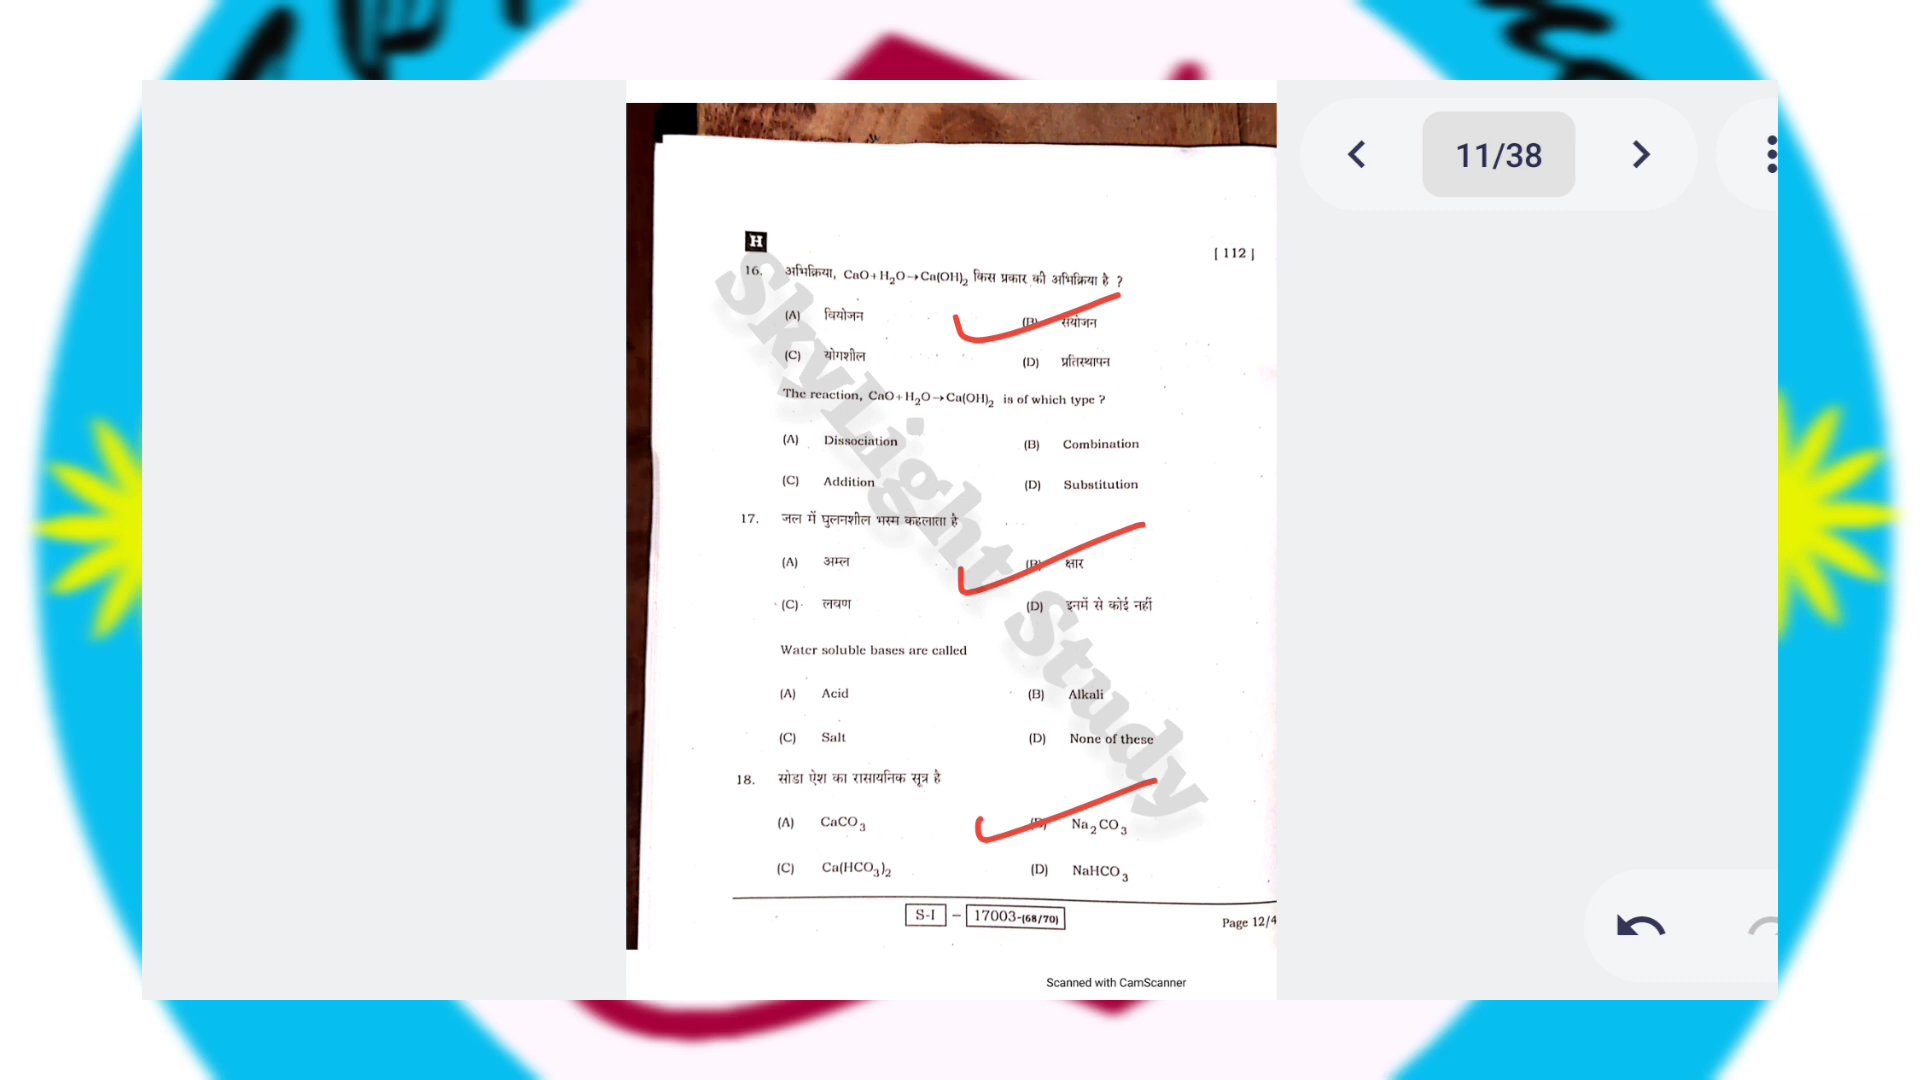 11/38
H
[ 112 ]
16. अभिक्रिया, CaO+H₂O→Ca(OH)₂ किस प्रकार की अभिक्रिया है ?
(A) वियोजन (B) संयोजन
(C) योगशील (D) प्रतिस्थापन
The reaction, CaO+H₂O→Ca(OH)₂ is of which type ?
(A) Dissociation (B) Combination
(C) Addition (D) Substitution
17. जल में घुलनशील भस्म कहलाता है
(A) अम्ल (B) क्षार
(C) लवण (D) इनमें से कोई नहीं
Water soluble bases are called
(A) Acid (B) Alkali
(C) Salt (D) None of these
18. सोडा ऐश का रासायनिक सूत्र है
(A) CaCO₃ (B) Na₂CO₃
(C) Ca(HCO₃)₂ (D) NaHCO₃
S-I – 17003-(68/70)
Page 12/4
SkyLight Study
Scanned with CamScanner